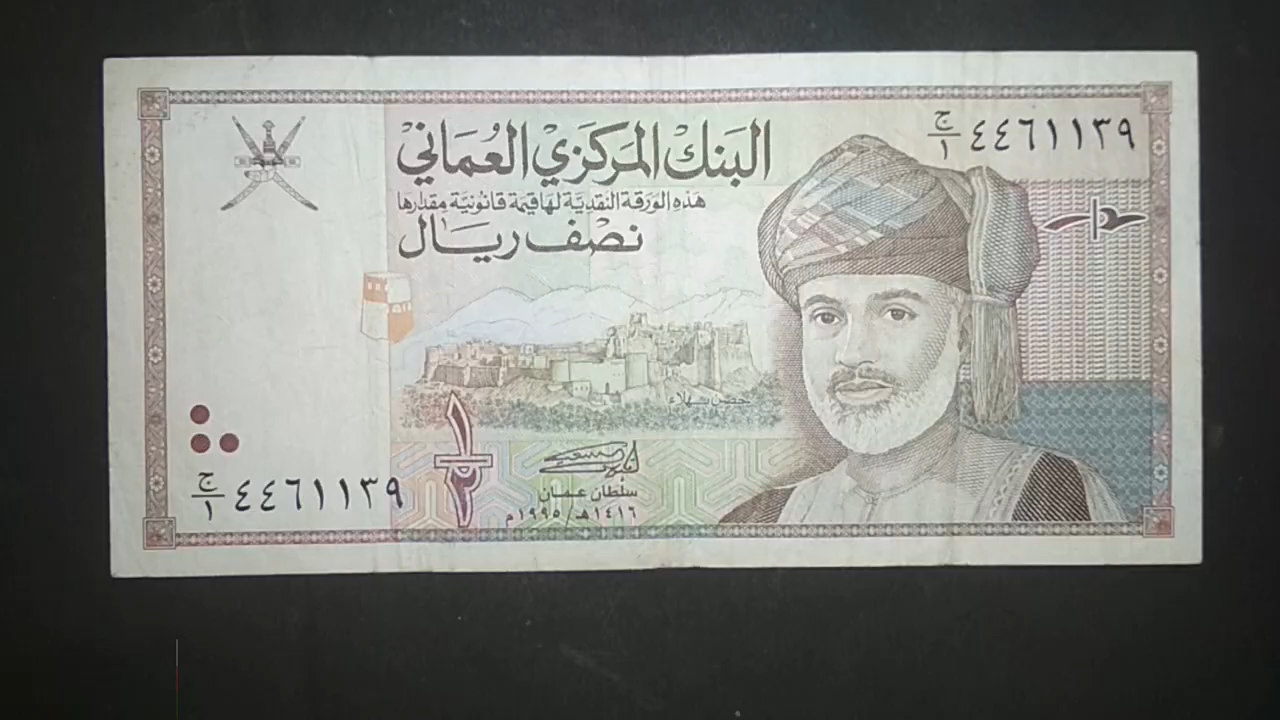 البنك المركزي العماني
ج/١ ٤٤٦١١٣٩
هذه الورقة النقدية لها قيمة قانونية مقدارها
نصف ريال
حصن بهلاء
١/٢
سلطان عمان
١٤١٦هـ/١٩٩٥م
ج/١ ٤٤٦١١٣٩